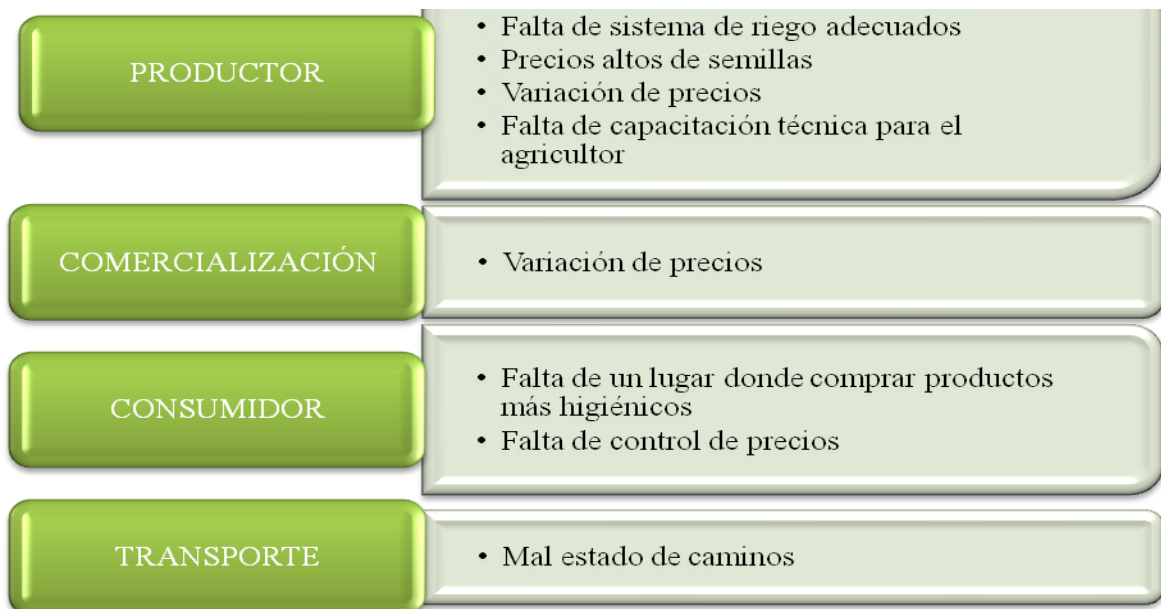 PRODUCTOR
• Falta de sistema de riego adecuados
• Precios altos de semillas
• Variación de precios
• Falta de capacitación técnica para el
agricultor
COMERCIALIZACIÓN
• Variación de precios
CONSUMIDOR
• Falta de un lugar donde comprar productos
más higiénicos
• Falta de control de precios
TRANSPORTE
• Mal estado de caminos